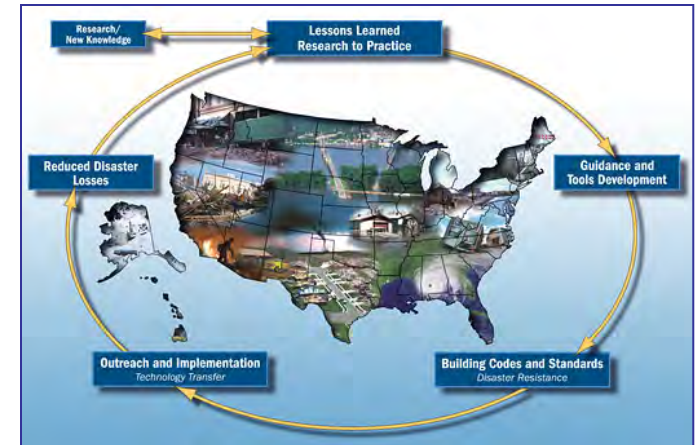 Research/
New Knowledge
Lessons Learned
Research to Practice
Reduced Disaster
Losses
Guidance and
Tools Development
Outreach and Implementation
Technology Transfer
Building Codes and Standards
Disaster Resistance